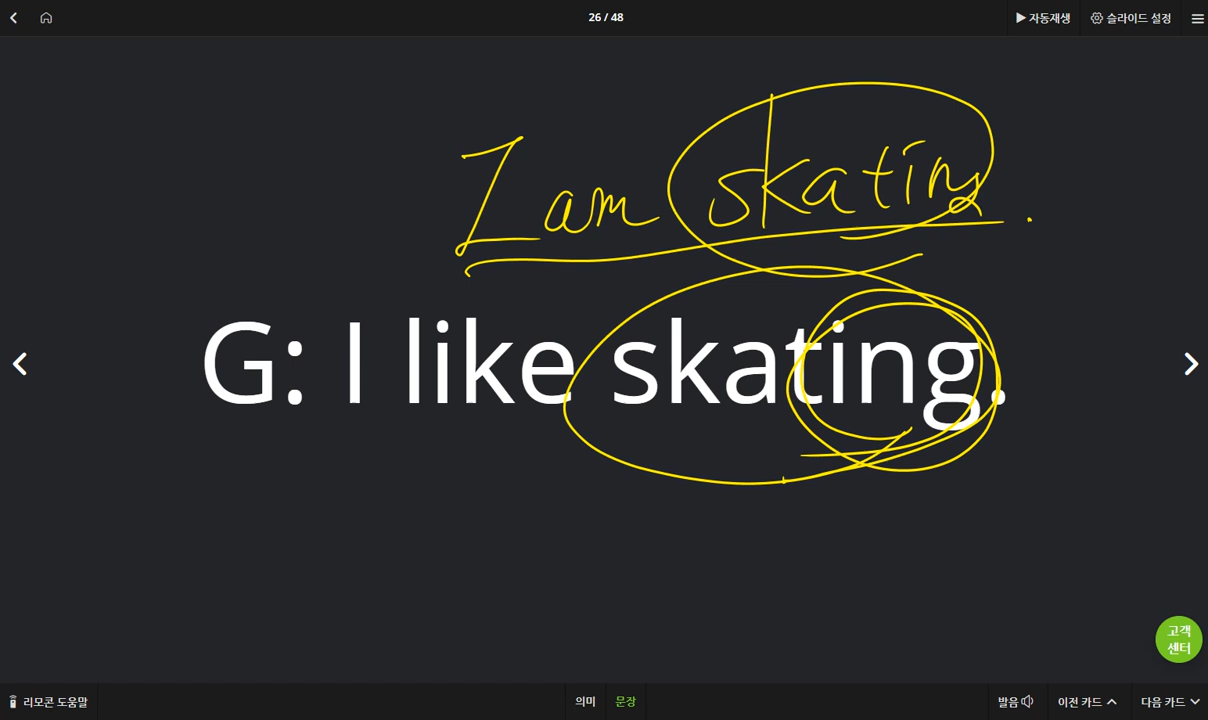 26 / 48
자동재생
슬라이드 설정
I am skating.
G: I like skating.
고객
센터
리모콘 도움말
의미
문장
발음
이전 카드
다음 카드